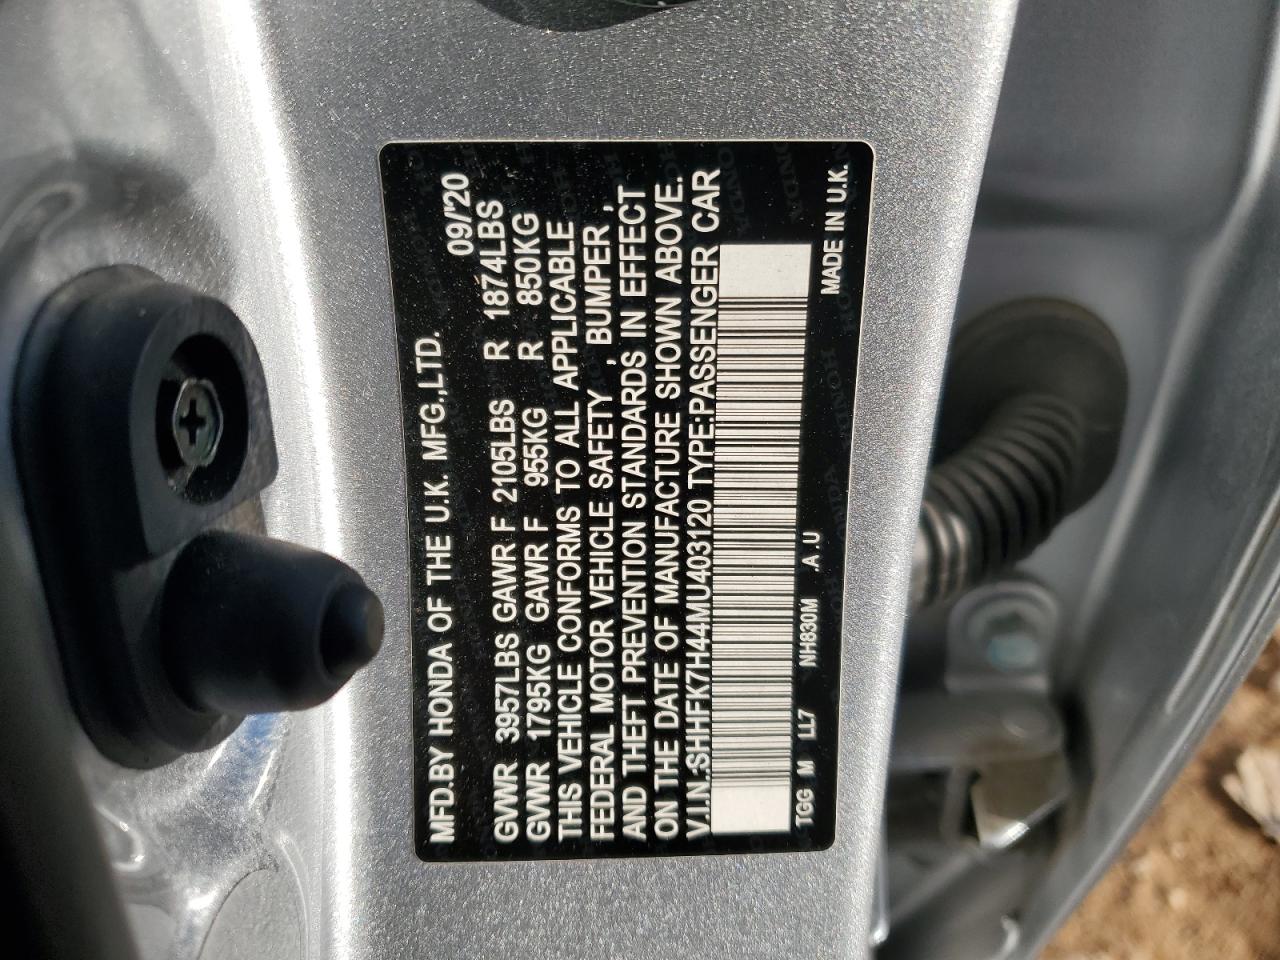 MFD.BY HONDA OF THE U.K. MFG.,LTD. 09/'20
GVWR 3957LBS GAWR F 2105LBS R 1874LBS
GVWR 1795KG GAWR F 955KG R 850KG
THIS VEHICLE CONFORMS TO ALL APPLICABLE
FEDERAL MOTOR VEHICLE SAFETY , BUMPER ,
AND THEFT PREVENTION STANDARDS IN EFFECT
ON THE DATE OF MANUFACTURE SHOWN ABOVE.
V.I.N.:SHHFK7H44MU403120 TYPE:PASSENGER CAR
TGG M LL7 NH830M .A.U MADE IN U.K.